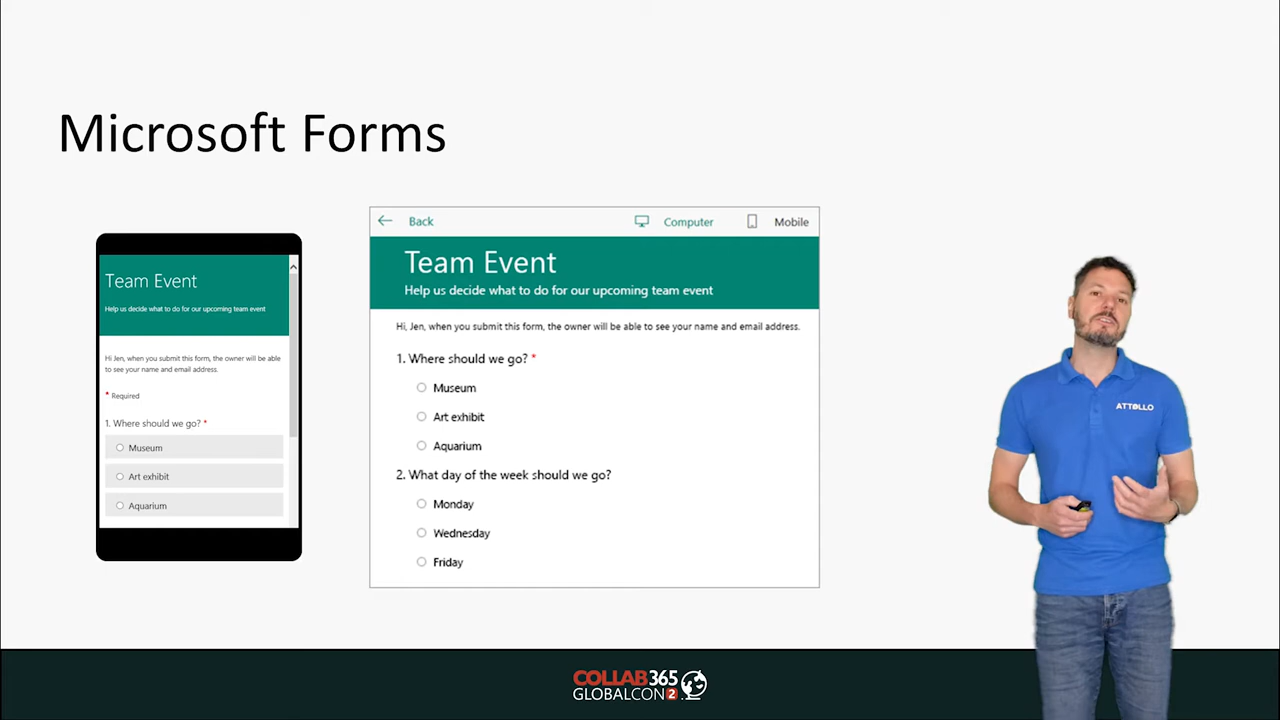 Microsoft Forms
Team Event
Help us decide what to do for our upcoming team event
Hi Jen, when you submit this form, the owner will be able
to see your name and email address.
* Required
1. Where should we go? *
Museum
Art exhibit
Aquarium
Back
Computer
Mobile
Team Event
Help us decide what to do for our upcoming team event
Hi, Jen, when you submit this form, the owner will be able to see your name and email address.
1. Where should we go? *
Museum
Art exhibit
Aquarium
2. What day of the week should we go?
Monday
Wednesday
Friday
ATTOLLO
COLLAB365
GLOBALCON2